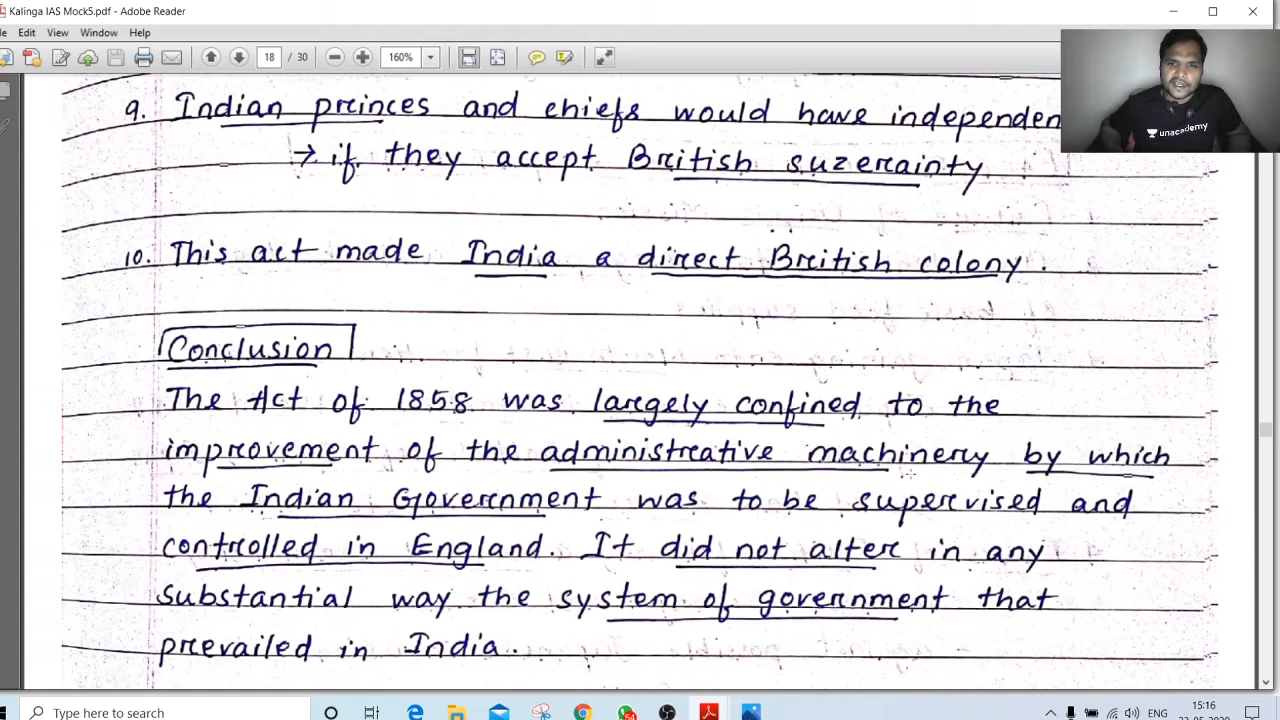 Kalinga IAS Mock5.pdf - Adobe Reader
Edit View Window Help
18 / 30 160%
unacademy
9. Indian princes and chiefs would have independen
→ if they accept British suzerainty.
10. This act made India a direct British colony.
Conclusion
The Act of 1858 was largely confined to the
improvement of the administrative machinery by which
the Indian Government was to be supervised and
controlled in England. It did not alter in any
substantial way the system of government that
prevailed in India.
Type here to search
15:16